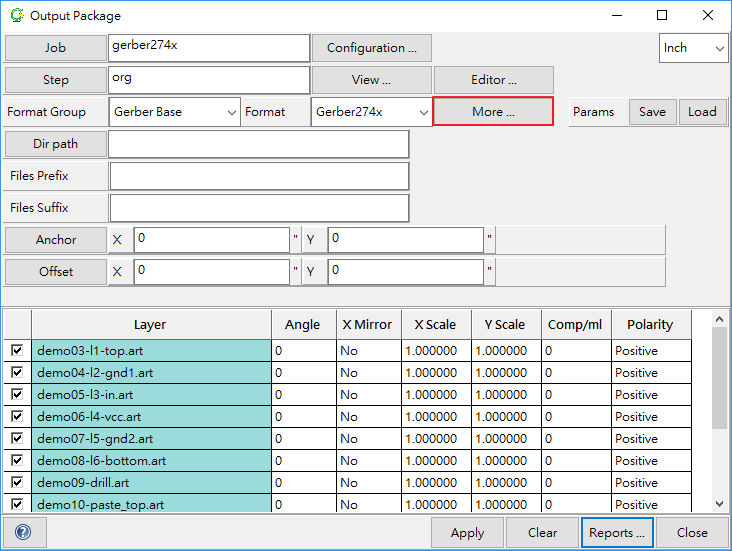 Output Package
Job gerber274x Configuration ... Inch
Step org View ... Editor ...
Format Group Gerber Base Format Gerber274x More ... Params Save Load
Dir path
Files Prefix
Files Suffix
Anchor X 0 " Y 0 "
Offset X 0 " Y 0 "
Layer Angle X Mirror X Scale Y Scale Comp/ml Polarity
demo03-l1-top.art 0 No 1.000000 1.000000 0 Positive
demo04-l2-gnd1.art 0 No 1.000000 1.000000 0 Positive
demo05-l3-in.art 0 No 1.000000 1.000000 0 Positive
demo06-l4-vcc.art 0 No 1.000000 1.000000 0 Positive
demo07-l5-gnd2.art 0 No 1.000000 1.000000 0 Positive
demo08-l6-bottom.art 0 No 1.000000 1.000000 0 Positive
demo09-drill.art 0 No 1.000000 1.000000 0 Positive
demo10-paste_top.art 0 No 1.000000 1.000000 0 Positive
? Apply Clear Reports ... Close